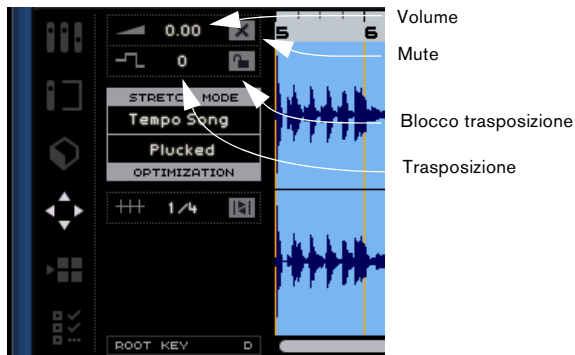 0.00
5
6
0
STRETCH MODE
Tempo Song
Plucked
OPTIMIZATION
1/4
ROOT KEY D
Volume
Mute
Blocco trasposizione
Trasposizione